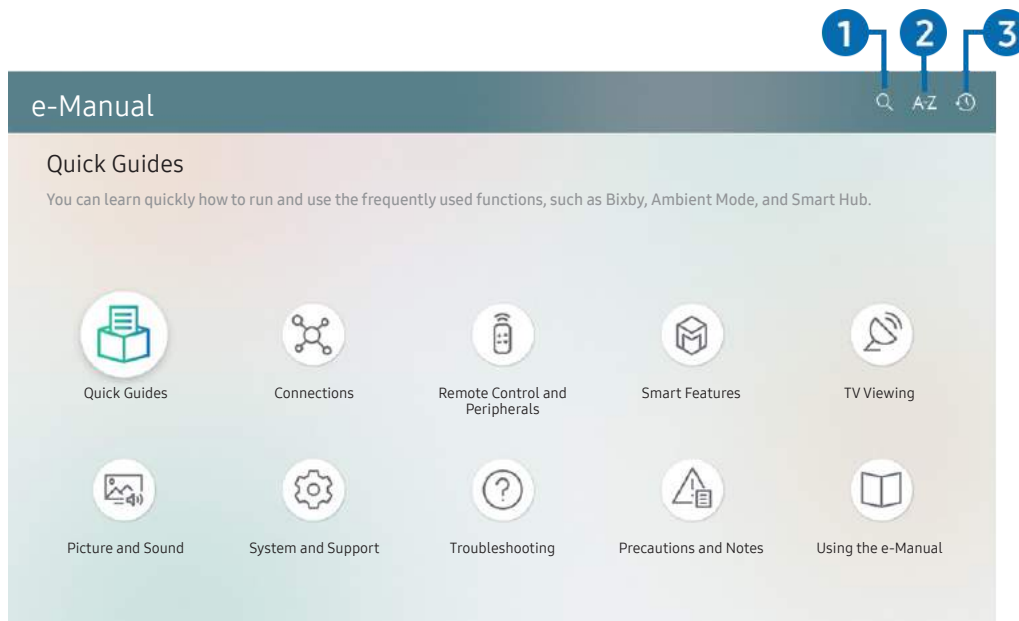 1 2 3
e-Manual
A-Z
Quick Guides
You can learn quickly how to run and use the frequently used functions, such as Bixby, Ambient Mode, and Smart Hub.
Quick Guides
Connections
Remote Control and
Peripherals
Smart Features
TV Viewing
Picture and Sound
System and Support
Troubleshooting
Precautions and Notes
Using the e-Manual